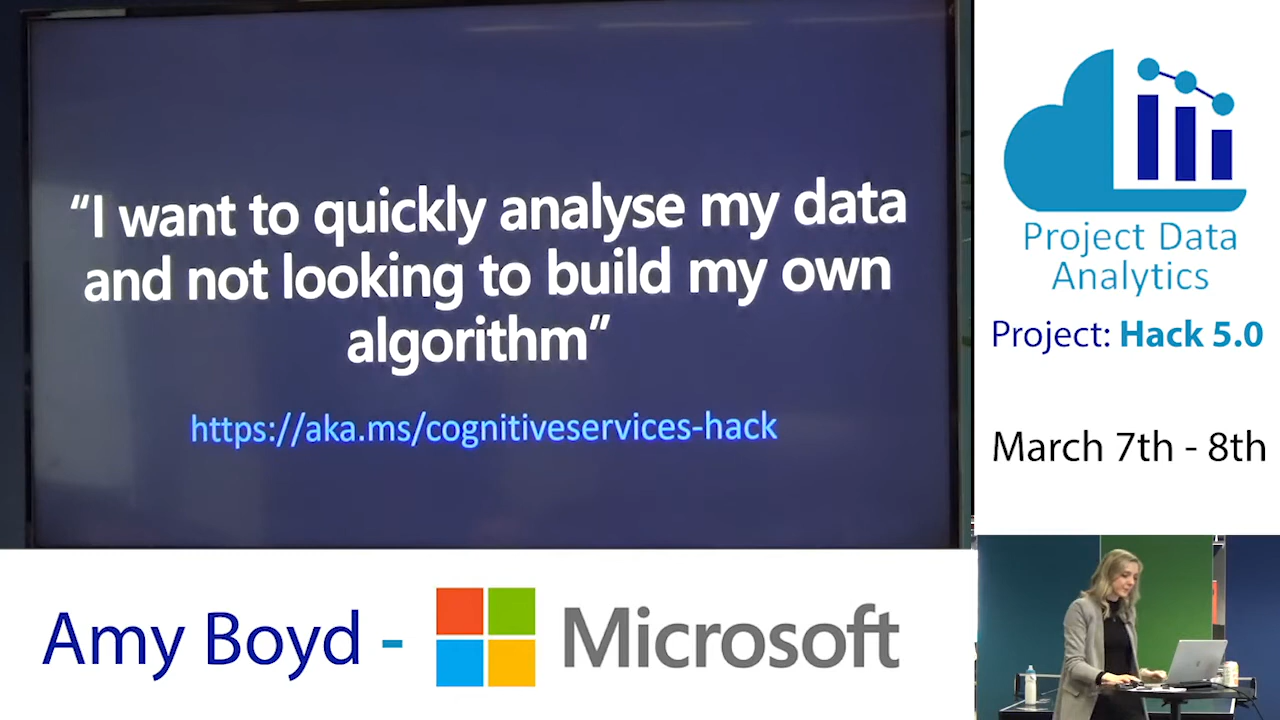 “I want to quickly analyse my data
and not looking to build my own
algorithm”
https://aka.ms/cognitiveservices-hack
Project Data
Analytics
Project: Hack 5.0
March 7th - 8th
Amy Boyd - Microsoft